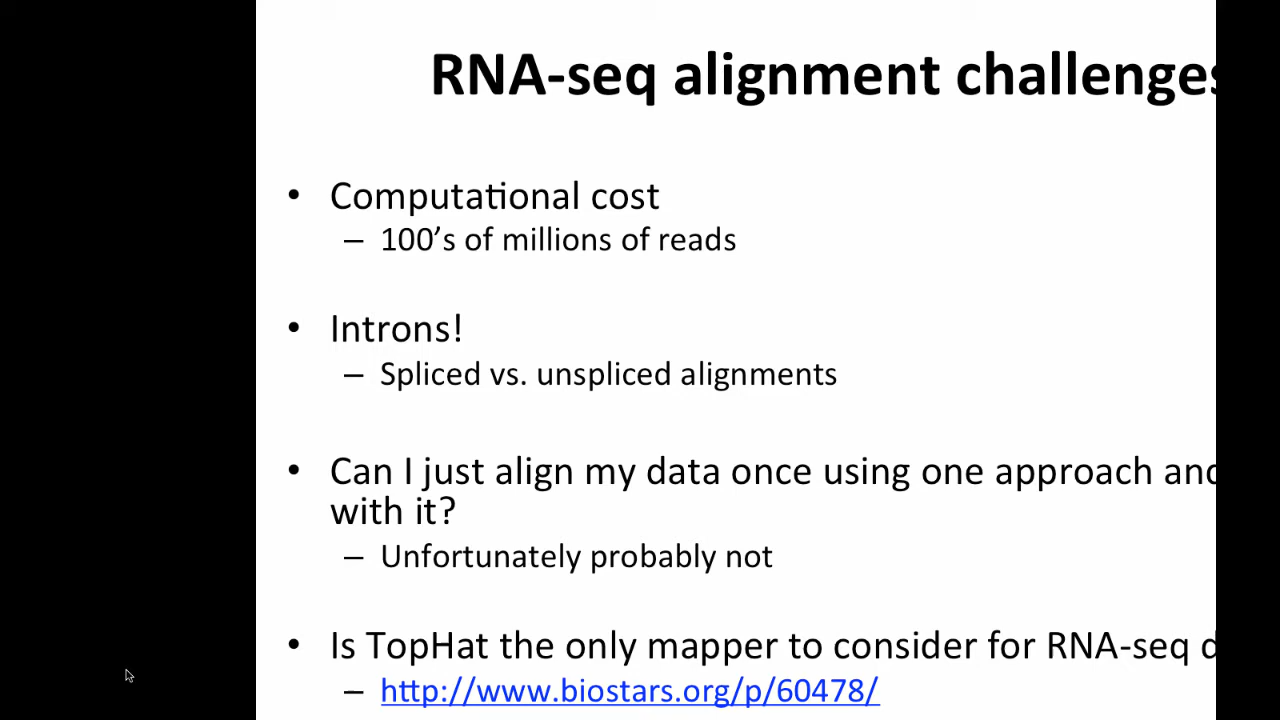 RNA-seq alignment challenges
• Computational cost
– 100’s of millions of reads
• Introns!
– Spliced vs. unspliced alignments
• Can I just align my data once using one approach and
with it?
– Unfortunately probably not
• Is TopHat the only mapper to consider for RNA-seq
– http://www.biostars.org/p/60478/